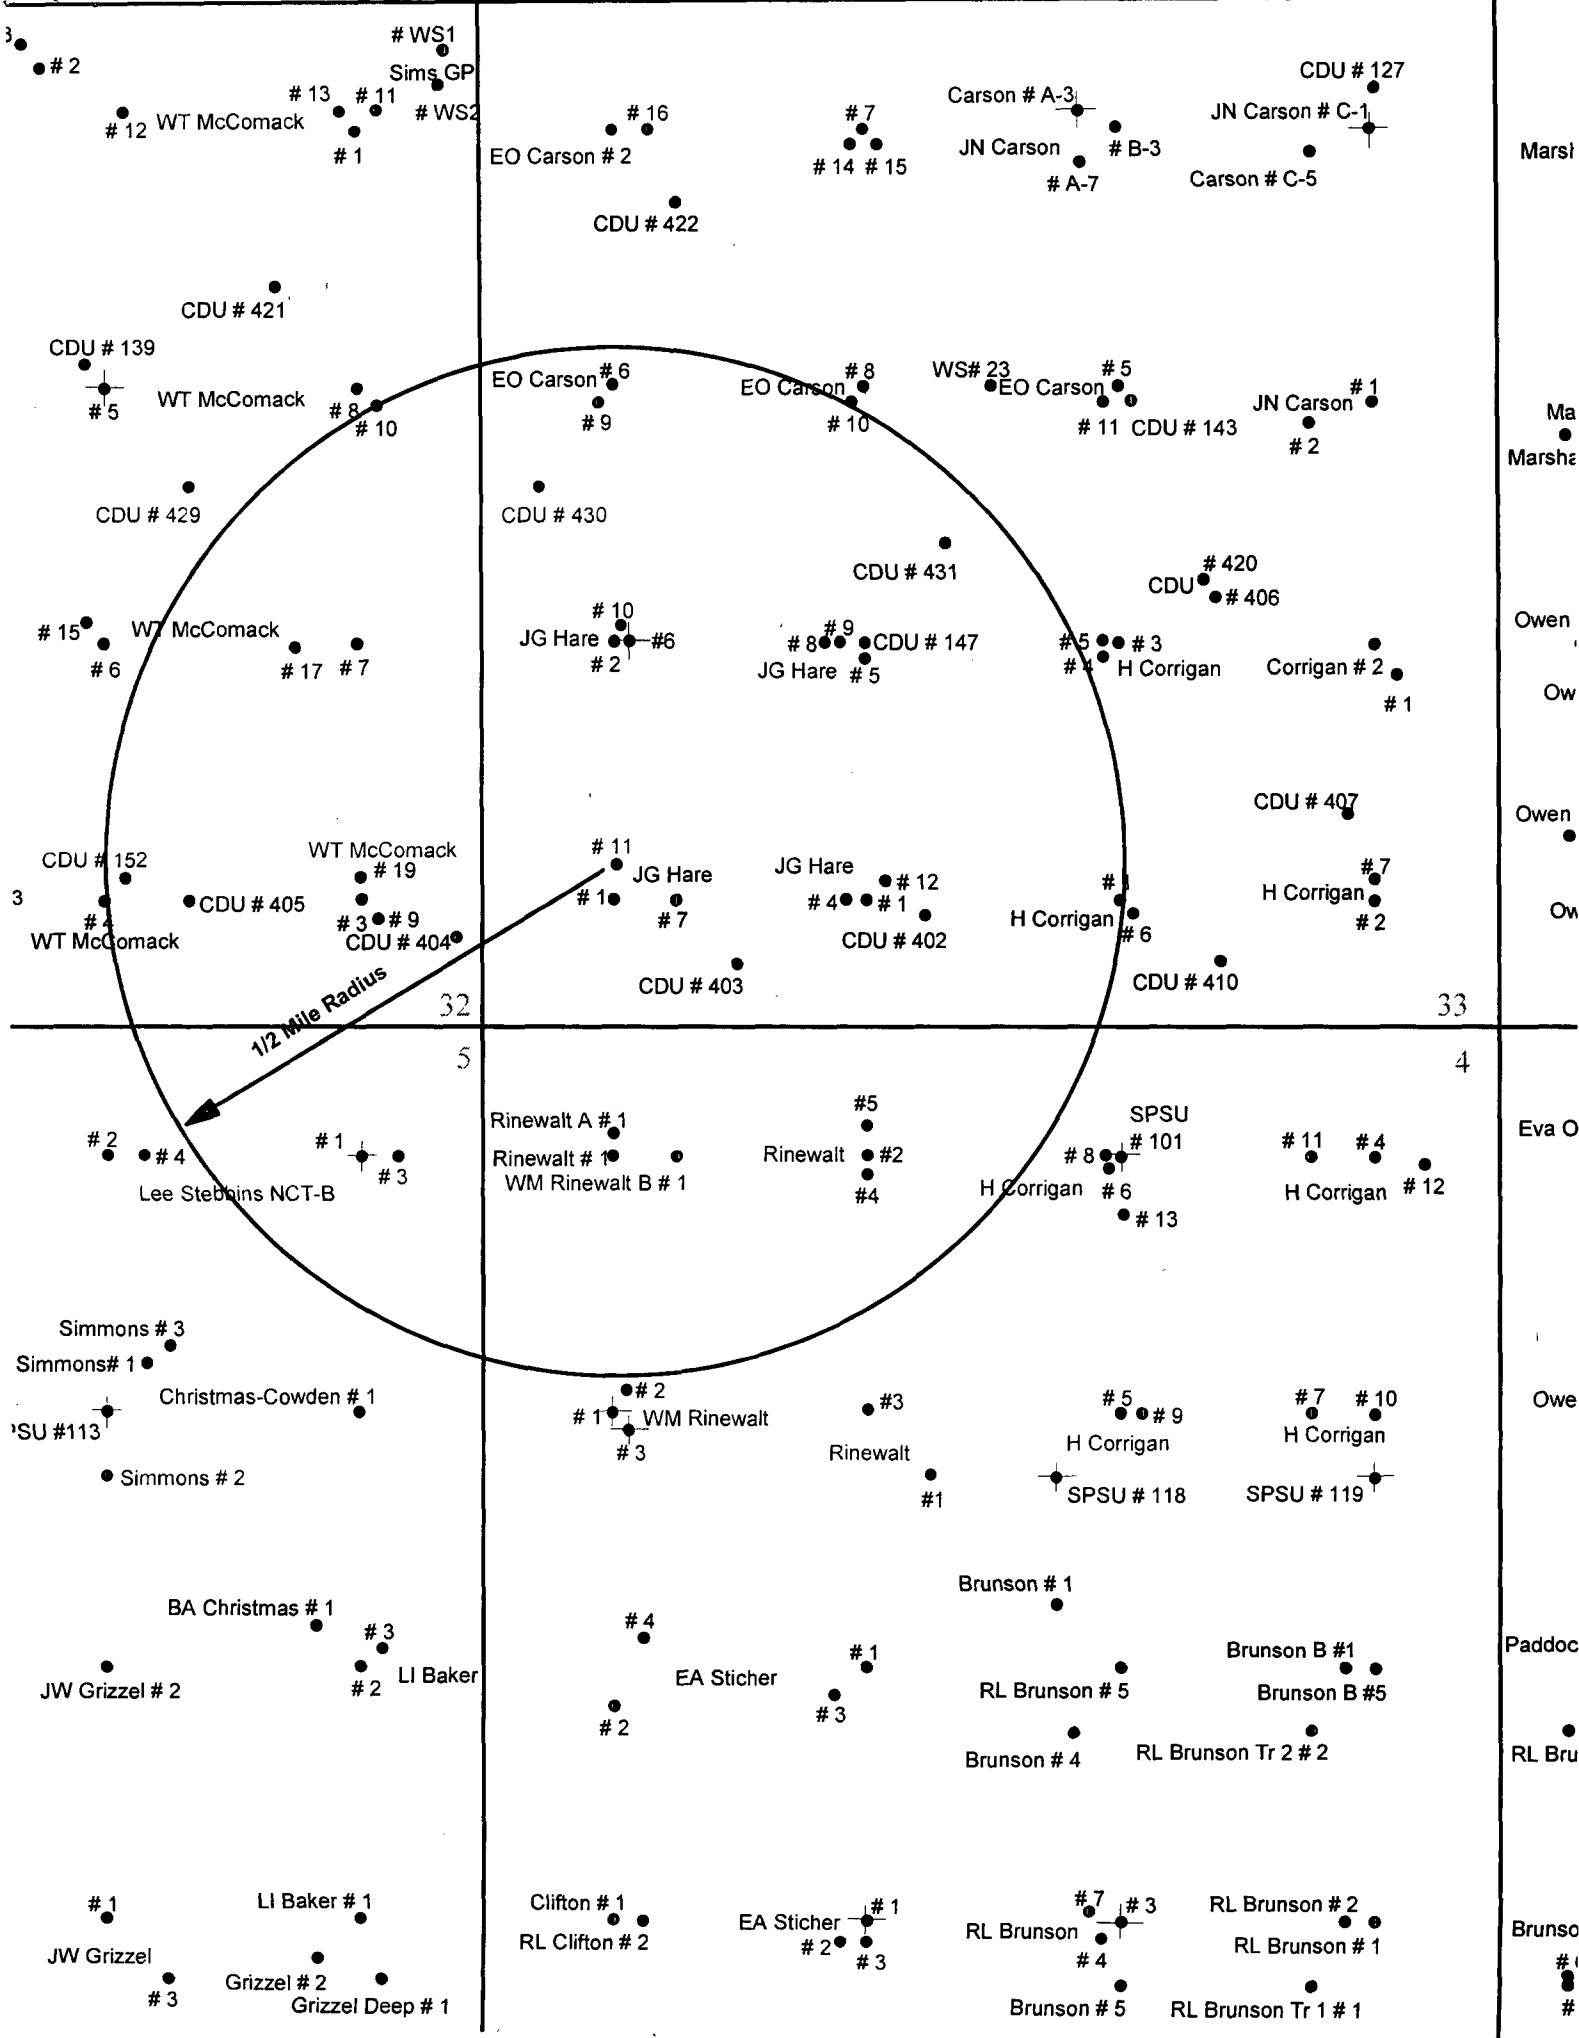 # WS1
# 2
Sims GP
CDU # 127
# 13
# 11
# WS2
Carson # A-3
JN Carson # C-1
# 12
WT McComack
# 1
# 16
EO Carson # 2
# 7
# 14
# 15
JN Carson
# B-3
# A-7
Carson # C-5
CDU # 422
CDU # 421
CDU # 139
# 5
WT McComack
# 8
# 10
EO Carson
# 6
# 9
EO Carson
# 8
# 10
WS# 23
EO Carson
# 5
# 11
CDU # 143
JN Carson
# 1
# 2
CDU # 429
CDU # 430
CDU # 431
CDU
# 420
# 406
# 15
WT McComack
# 6
# 17
# 7
# 10
JG Hare
#6
# 2
# 8
# 9
CDU # 147
JG Hare
# 5
# 5
# 3
# 4
H Corrigan
Corrigan # 2
# 1
Owen
CDU # 407
Owen
CDU # 152
WT McComack
# 19
# 4
CDU # 405
# 3
# 9
WT McComack
CDU # 404
# 11
JG Hare
# 1
# 7
JG Hare
# 12
# 4
# 1
CDU # 402
# 1
H Corrigan
# 6
# 7
H Corrigan
# 2
3
CDU # 403
CDU # 410
1/2 Mile Radius
32
33
5
4
Rinewalt A # 1
#5
SPSU
# 101
# 11
# 4
Eva O
# 2
# 4
# 1
# 3
Lee Stebbins NCT-B
Rinewalt # 1
WM Rinewalt B # 1
Rinewalt
#2
#4
# 8
H Corrigan
# 6
# 13
H Corrigan
# 12
Simmons # 3
Simmons# 1
Christmas-Cowden # 1
SU #113
Simmons # 2
# 2
# 1
WM Rinewalt
# 3
#3
Rinewalt
#1
# 5
# 9
H Corrigan
# 7
# 10
H Corrigan
SPSU # 118
SPSU # 119
Owe
BA Christmas # 1
# 3
JW Grizzel # 2
# 2
LI Baker
# 4
EA Sticher
# 1
# 2
# 3
Brunson # 1
RL Brunson # 5
Brunson B #1
Brunson B #5
Brunson # 4
RL Brunson Tr 2 # 2
Paddoc
RL Bru
# 1
LI Baker # 1
JW Grizzel
# 3
Grizzel # 2
Grizzel Deep # 1
Clifton # 1
RL Clifton # 2
EA Sticher
# 1
# 2
# 3
# 7
# 3
RL Brunson
# 4
Brunson # 5
RL Brunson # 2
RL Brunson # 1
RL Brunson Tr 1 # 1
Brunso
#